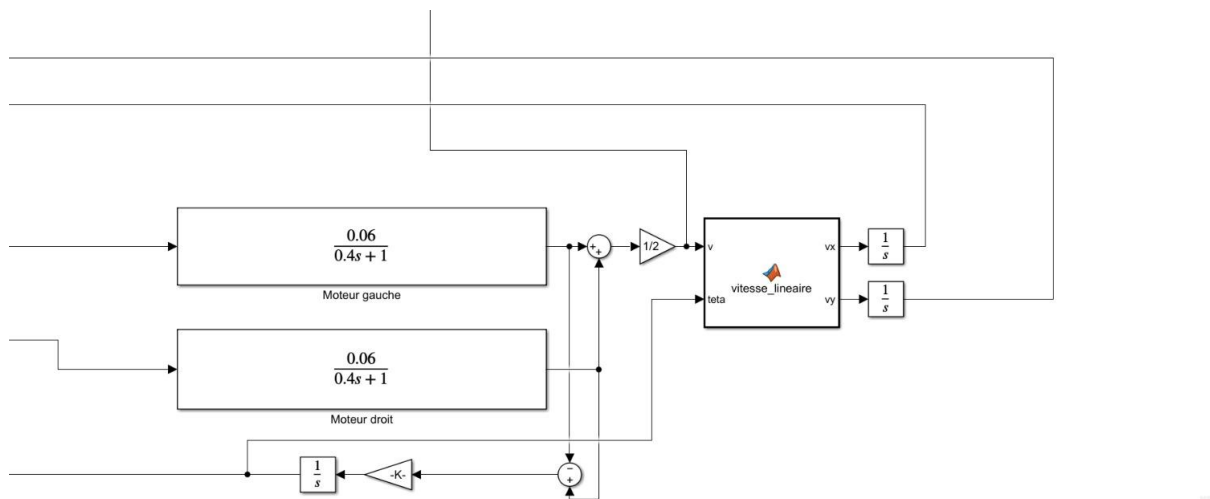 0.06
0.4s + 1
Moteur gauche
+
+
1/2
v
teta
vitesse_lineaire
vx
vy
1
s
1
s
0.06
0.4s + 1
Moteur droit
1
s
-K-
−
+